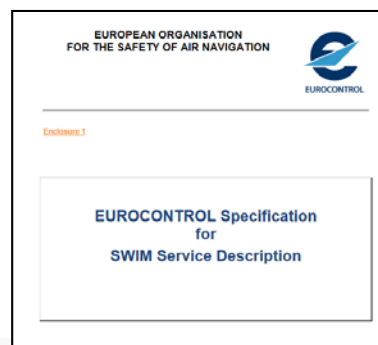 EUROPEAN ORGANISATION
FOR THE SAFETY OF AIR NAVIGATION
EUROCONTROL
Enclosure 1
EUROCONTROL Specification
for
SWIM Service Description